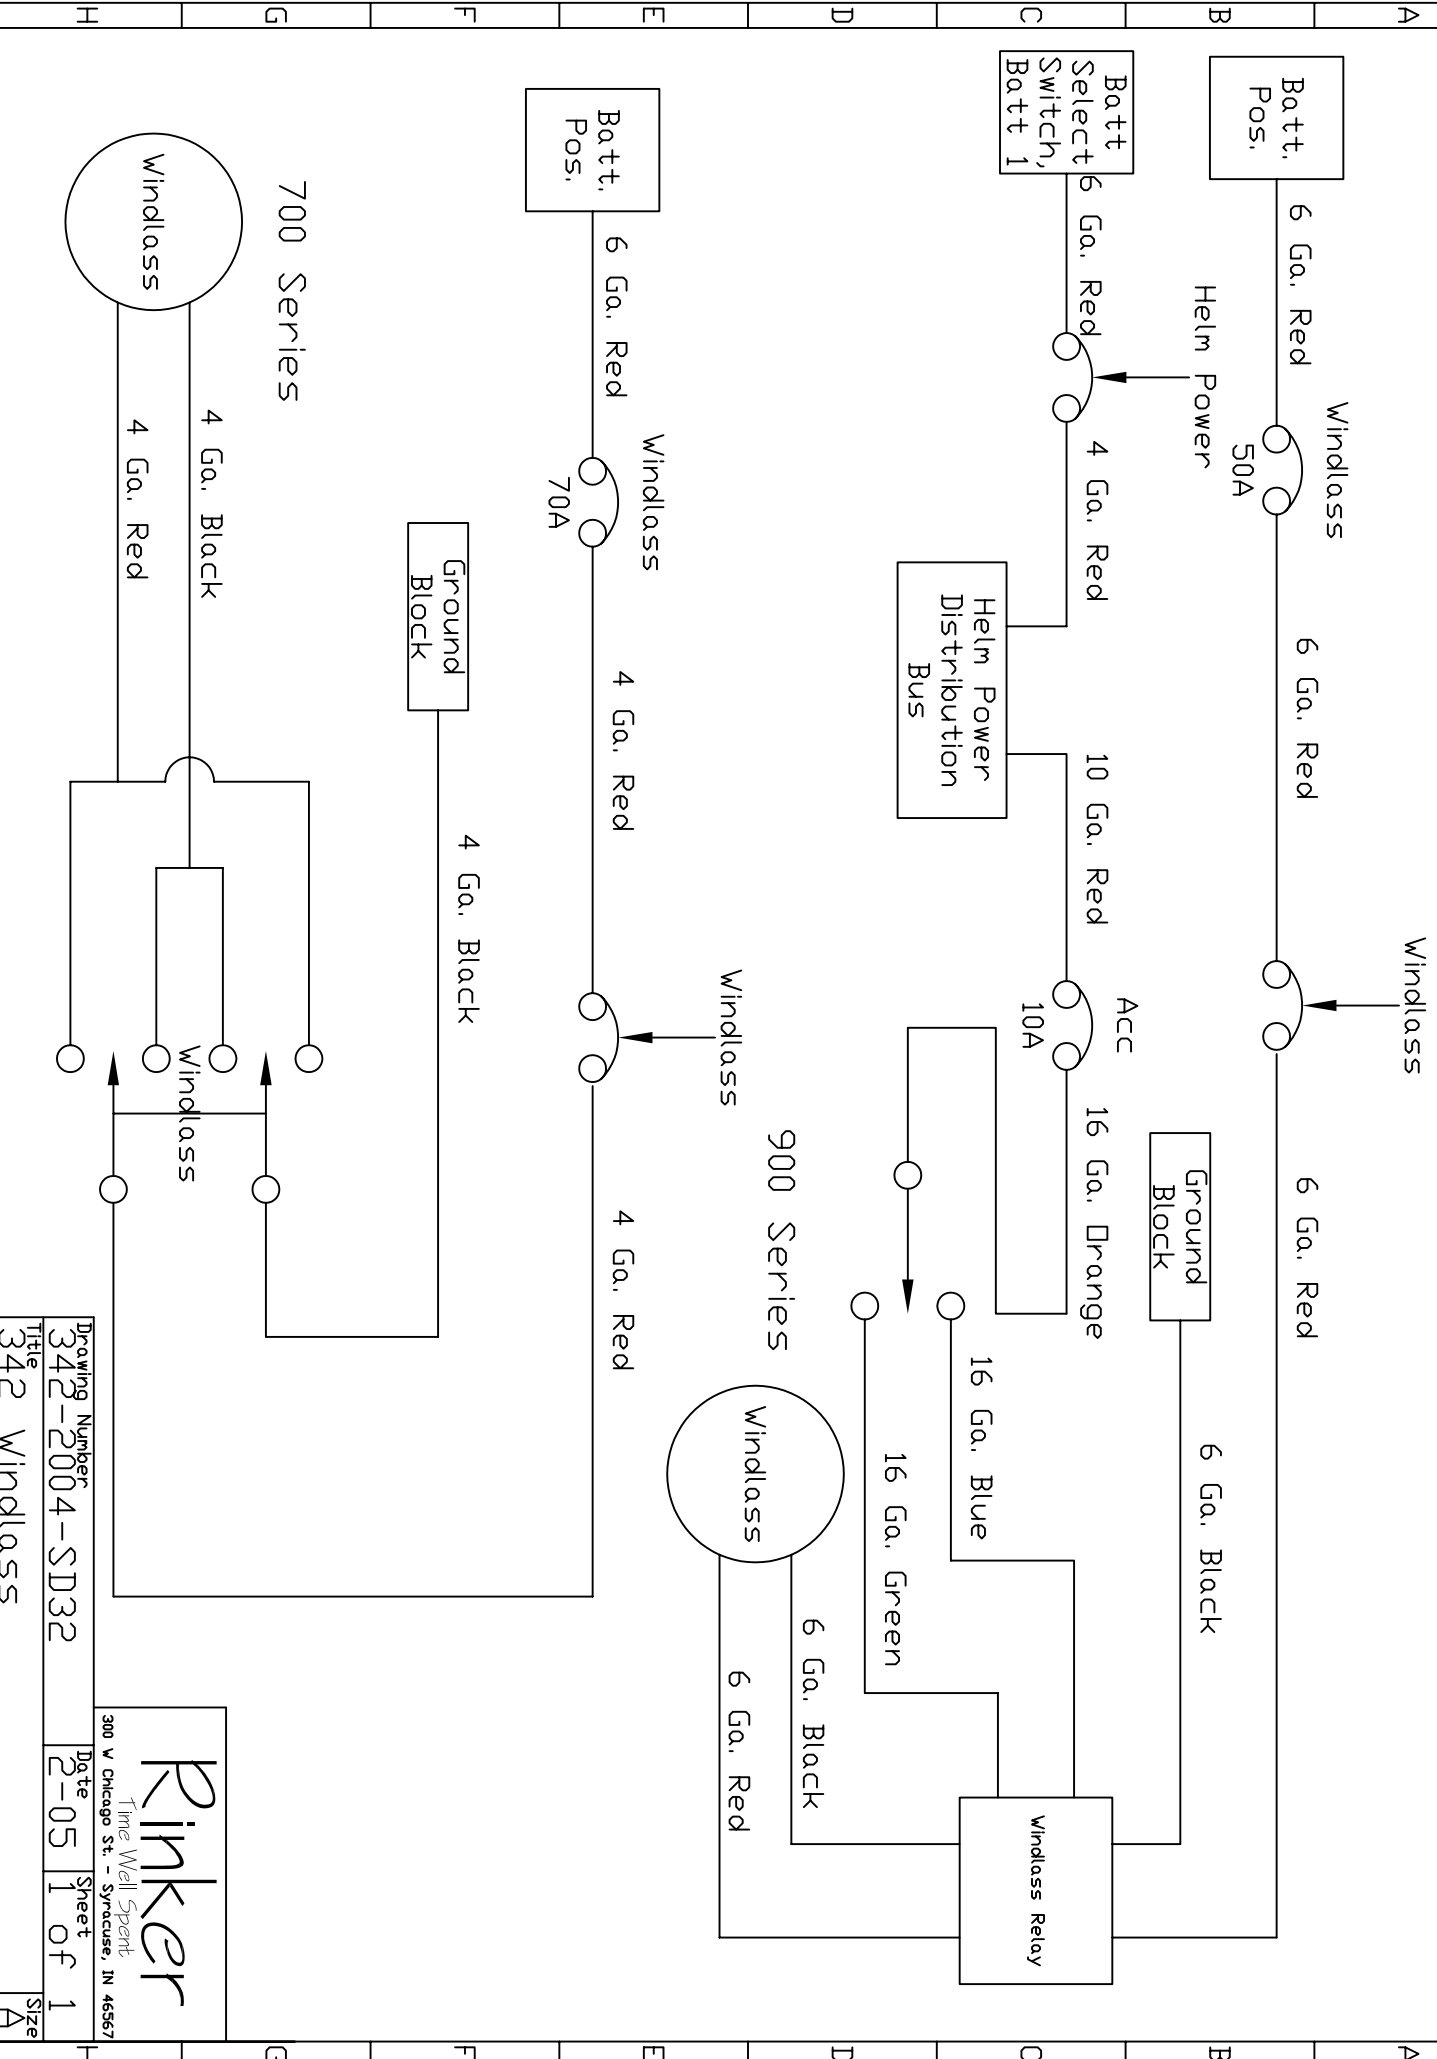 A
B
C
D
E
F
G
H
Batt.
Pos.
6 Ga. Red
Windlass
50A
6 Ga. Red
Windlass
6 Ga. Red
Helm Power
Batt
Select
Switch,
Batt 1
6 Ga. Red
4 Ga. Red
Helm Power
Distribution
Bus
10 Ga. Red
Acc
10A
16 Ga. Orange
Ground
Block
6 Ga. Black
16 Ga. Blue
16 Ga. Green
Windlass Relay
900 Series
Windlass
6 Ga. Black
6 Ga. Red
Batt.
Pos.
6 Ga. Red
Windlass
70A
4 Ga. Red
Windlass
4 Ga. Red
Ground
Block
4 Ga. Black
700 Series
Windlass
4 Ga. Black
4 Ga. Red
Windlass
Rinker
Time Well Spent
300 W Chicago St. - Syracuse, IN 46567
Drawing Number
342-2004-SD32
Date
2-05
Sheet
1 of 1
Title
342 Windlass
Size
A
A
B
C
D
E
F
G
H